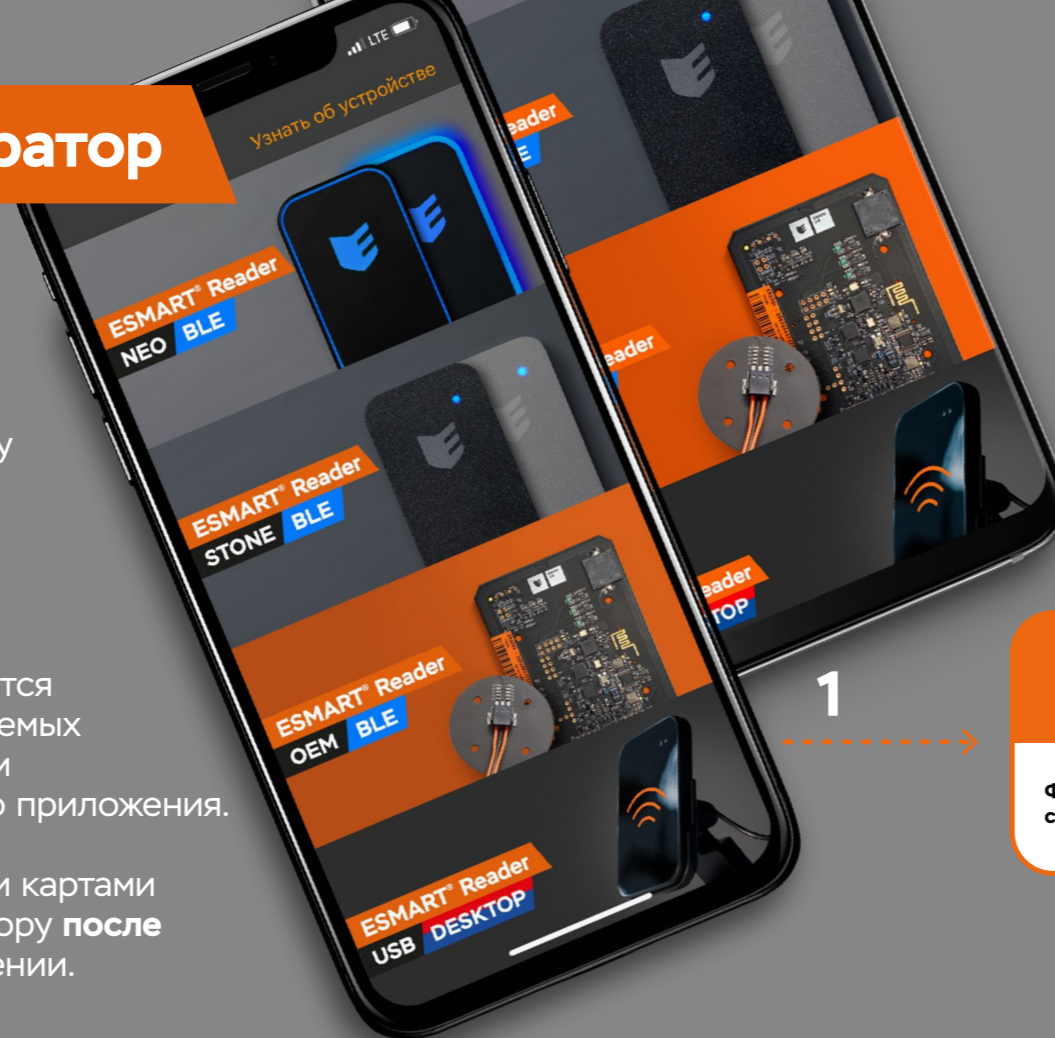 LTE
Узнать об устройстве
ратор
ESMART® Reader
NEO BLE
ESMART® Reader
STONE BLE
ESMART® Reader
OEM BLE
ESMART® Reader
USB DESKTOP
eader
E
eader
eader
TOP
у
тся
емых
и
о приложения.
и картами
ору после
ении.
1
Ф
с